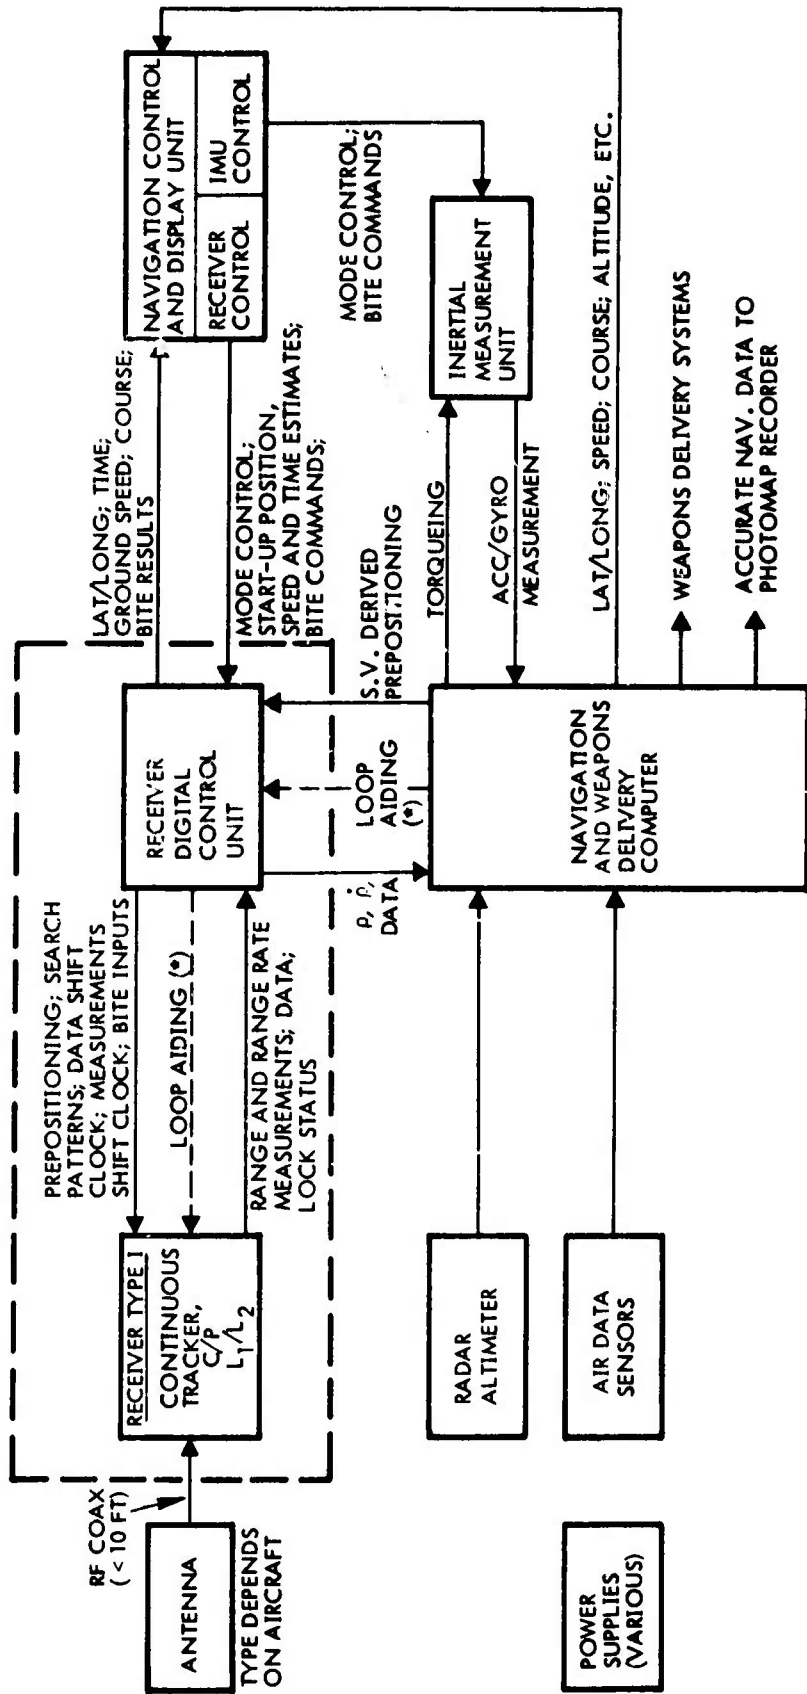 RF COAX
( < 10 FT)
ANTENNA
TYPE DEPENDS
ON AIRCRAFT
RECEIVER TYPE I
CONTINUOUS
TRACKER,
C/P
L1/L2
PREPOSITIONING; SEARCH
PATTERNS; DATA SHIFT
CLOCK; MEASUREMENTS
SHIFT CLOCK; BITE INPUTS
LOOP AIDING (*)
RANGE AND RANGE RATE
MEASUREMENTS; DATA;
LOCK STATUS
RECEIVER
DIGITAL
CONTROL
UNIT
LAT/LONG; TIME;
GROUND SPEED; COURSE;
BITE RESULTS
MODE CONTROL;
START-UP POSITION,
SPEED AND TIME ESTIMATES;
BITE COMMANDS;
NAVIGATION CONTROL
AND DISPLAY UNIT
RECEIVER
CONTROL
IMU
CONTROL
MODE CONTROL;
BITE COMMANDS
ρ, ρ̇,
DATA
LOOP
AIDING
(*)
S.V. DERIVED
PREPOSITIONING
TORQUEING
ACC/GYRO
MEASUREMENT
INERTIAL
MEASUREMENT
UNIT
RADAR
ALTIMETER
NAVIGATION
AND WEAPONS
DELIVERY
COMPUTER
LAT/LONG; SPEED; COURSE; ALTITUDE, ETC.
WEAPONS DELIVERY SYSTEMS
ACCURATE NAV. DATA TO
PHOTOMAP RECORDER
POWER
SUPPLIES
(VARIOUS)
AIR DATA
SENSORS